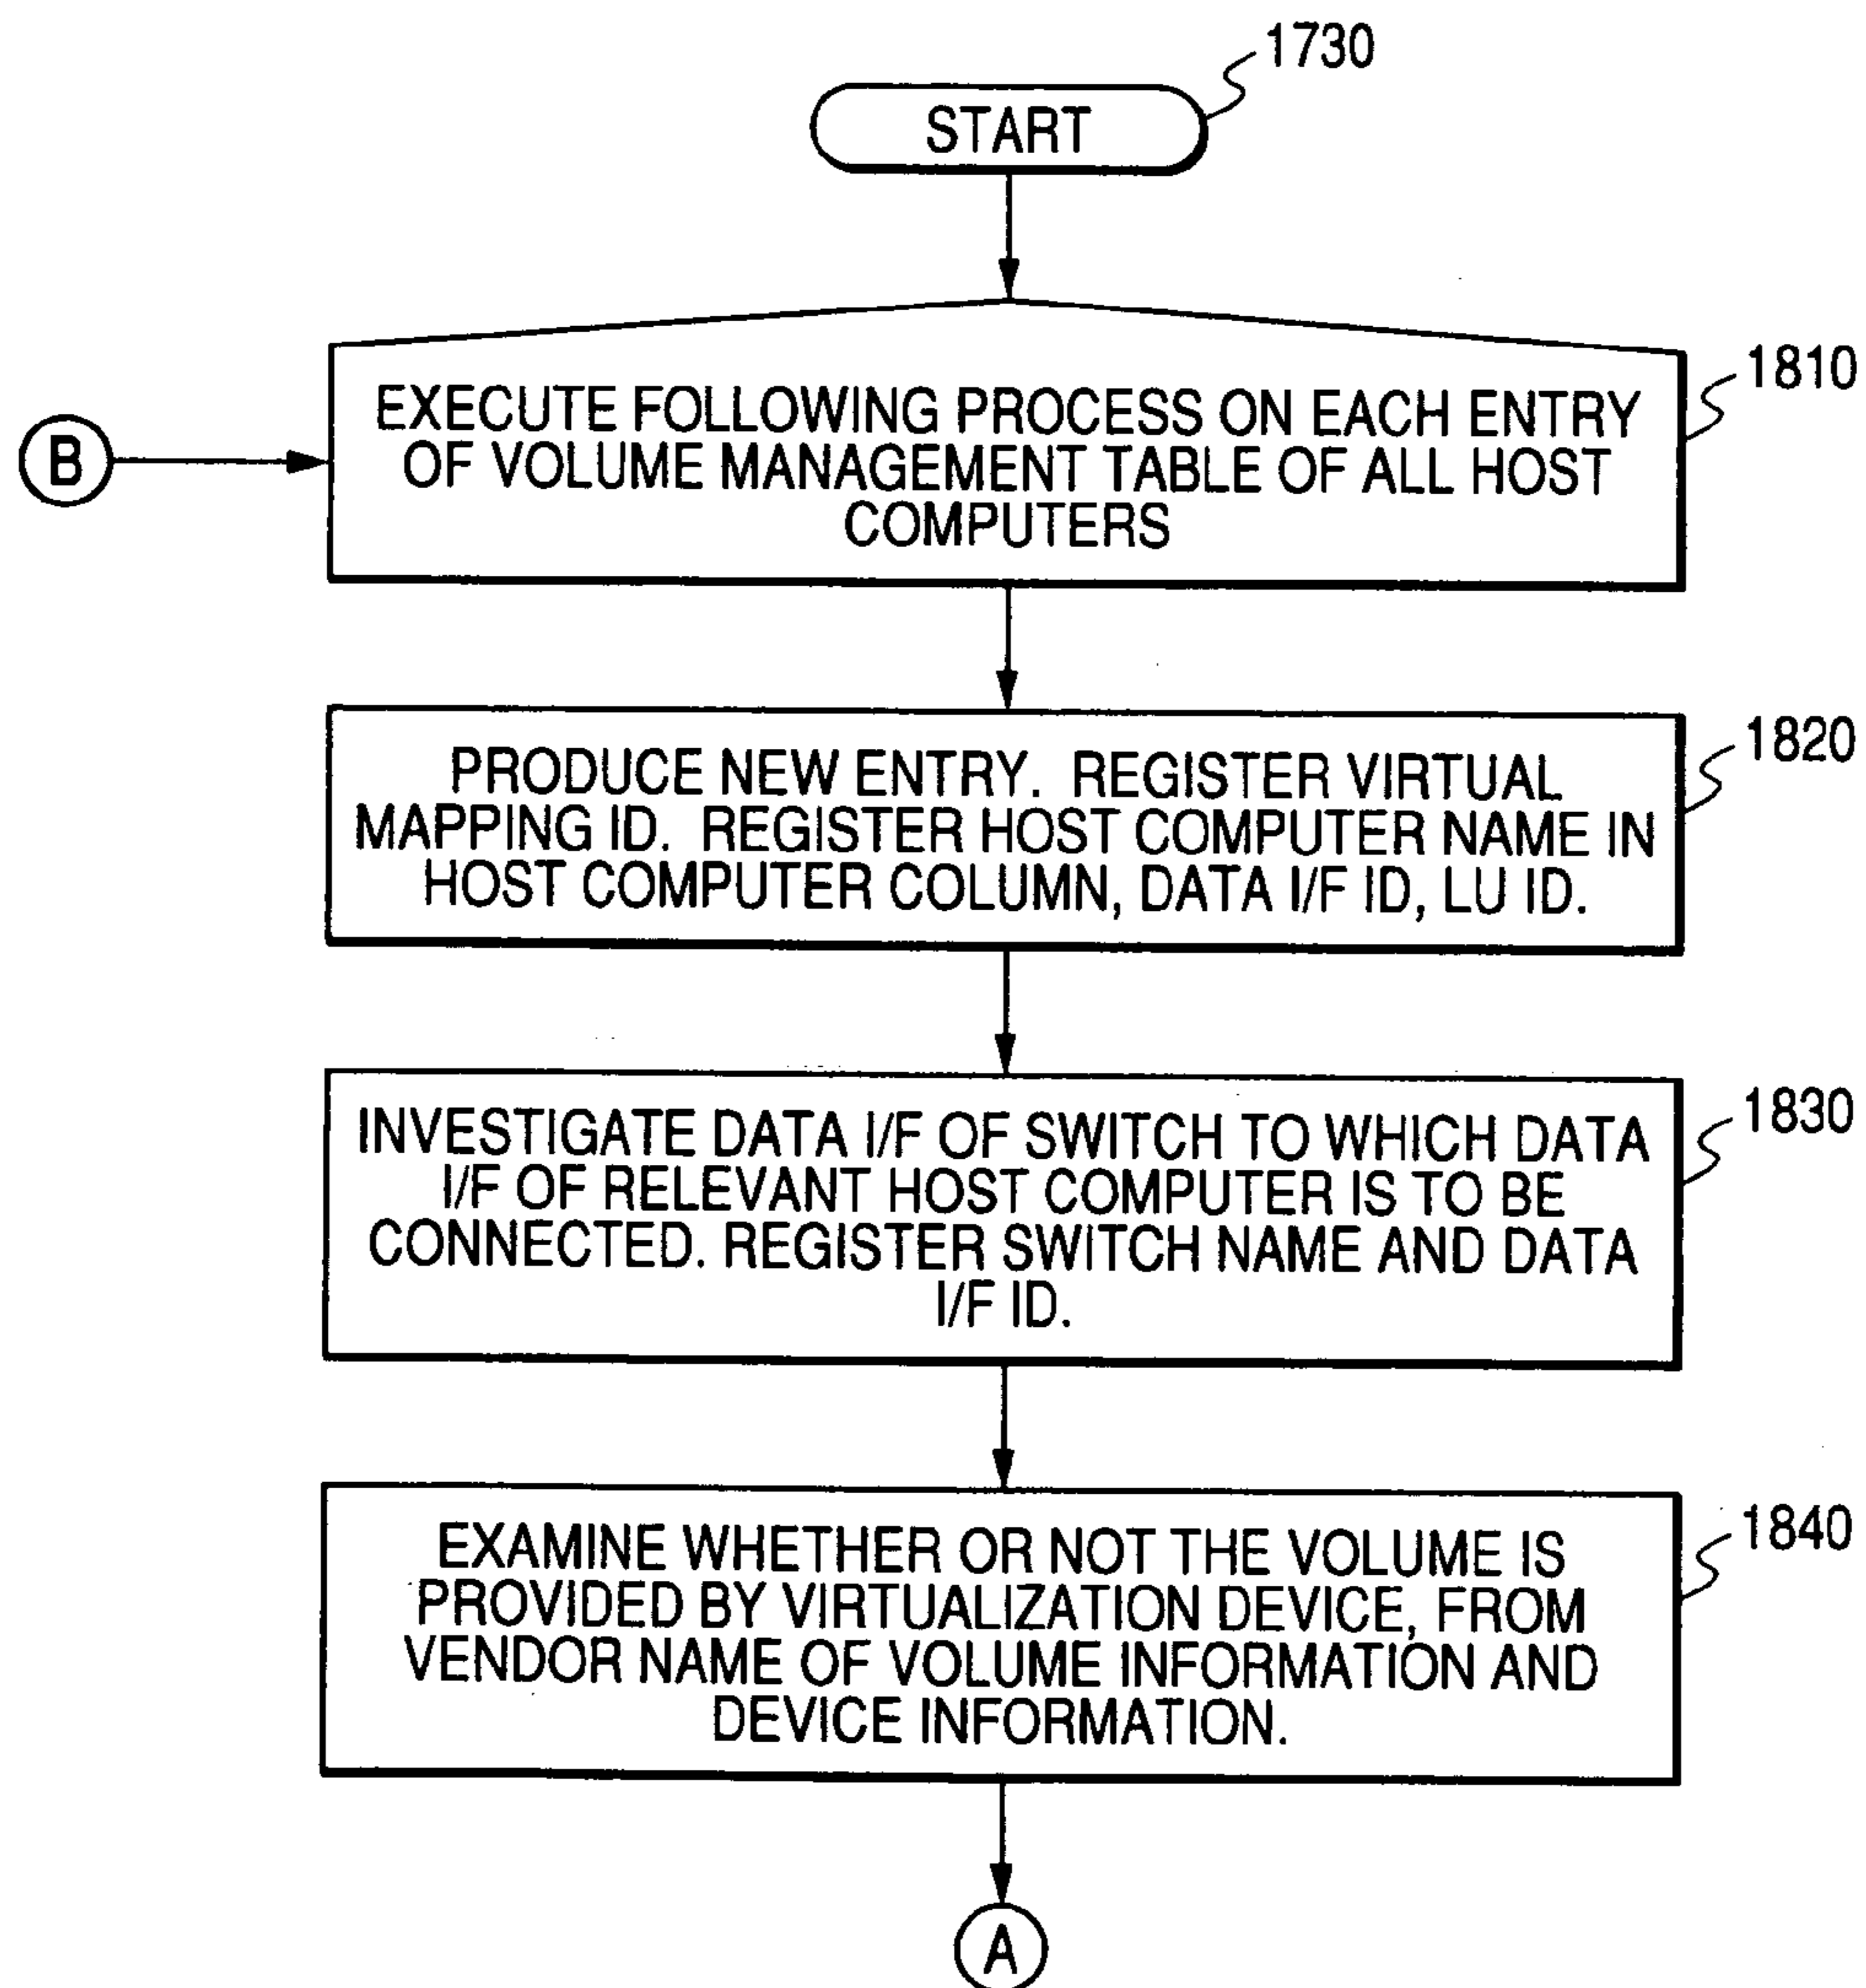 1730
START
1810
EXECUTE FOLLOWING PROCESS ON EACH ENTRY
OF VOLUME MANAGEMENT TABLE OF ALL HOST
COMPUTERS
B
1820
PRODUCE NEW ENTRY. REGISTER VIRTUAL
MAPPING ID. REGISTER HOST COMPUTER NAME IN
HOST COMPUTER COLUMN, DATA I/F ID, LU ID.
1830
INVESTIGATE DATA I/F OF SWITCH TO WHICH DATA
I/F OF RELEVANT HOST COMPUTER IS TO BE
CONNECTED. REGISTER SWITCH NAME AND DATA
I/F ID.
1840
EXAMINE WHETHER OR NOT THE VOLUME IS
PROVIDED BY VIRTUALIZATION DEVICE, FROM
VENDOR NAME OF VOLUME INFORMATION AND
DEVICE INFORMATION.
A